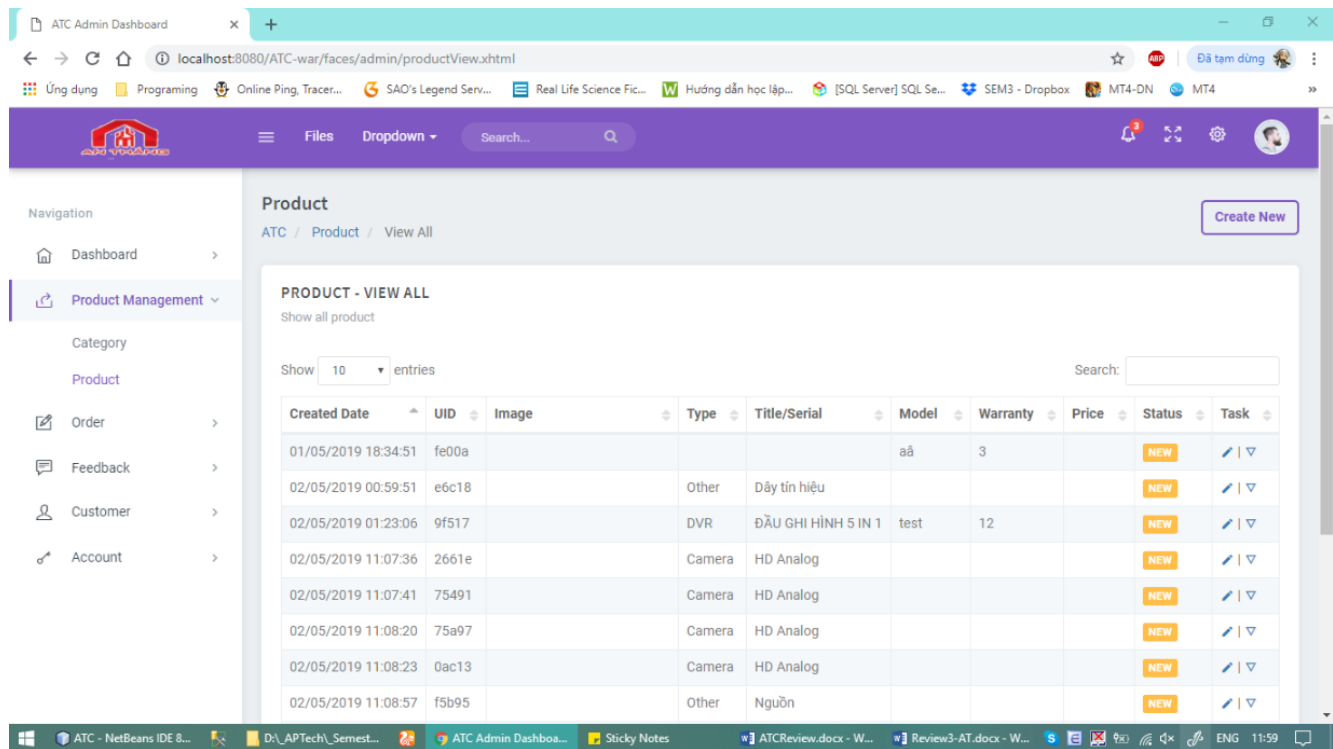 ATC Admin Dashboard
localhost:8080/ATC-war/faces/admin/productView.xhtml
ABP
Đã tạm dừng
Ứng dụng Programing Online Ping, Tracer... SAO's Legend Serv... Real Life Science Fic... Hướng dẫn học lập... [SQL Server] SQL Se... SEM3 - Dropbox MT4-DN MT4 »
AN THÀNG
Files Dropdown Search... 3
Navigation
Dashboard
Product Management
Category
Product
Order
Feedback
Customer
Account
Product
ATC / Product / View All
Create New
PRODUCT - VIEW ALL
Show all product
Show 10 entries
Search:
Created Date UID Image Type Title/Serial Model Warranty Price Status Task
01/05/2019 18:34:51 fe00a aâ 3 NEW |
02/05/2019 00:59:51 e6c18 Other Dây tín hiệu NEW |
02/05/2019 01:23:06 9f517 DVR ĐẦU GHI HÌNH 5 IN 1 test 12 NEW |
02/05/2019 11:07:36 2661e Camera HD Analog NEW |
02/05/2019 11:07:41 75491 Camera HD Analog NEW |
02/05/2019 11:08:20 75a97 Camera HD Analog NEW |
02/05/2019 11:08:23 0ac13 Camera HD Analog NEW |
02/05/2019 11:08:57 f5b95 Other Nguồn NEW |
ATC - NetBeans IDE 8... D:\_APTech\_Semest... ATC Admin Dashboa... Sticky Notes ATCReview.docx - W... Review3-AT.docx - W... ENG 11:59